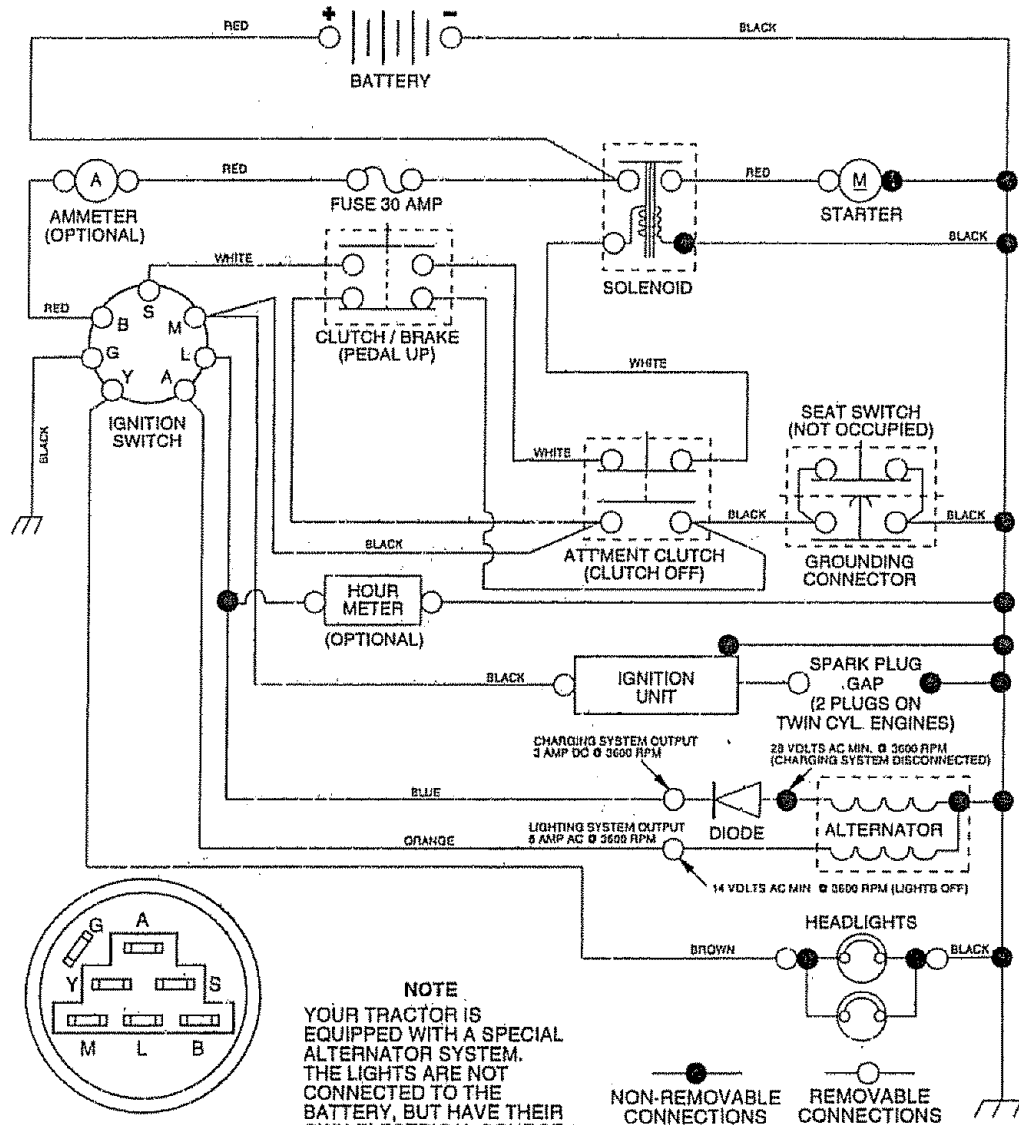 RED
+
-
BLACK
BATTERY
A
RED
AMMETER
(OPTIONAL)
FUSE 30 AMP
RED
M
STARTER
SOLENOID
BLACK
WHITE
RED
S
B
M
G
L
Y
A
IGNITION
SWITCH
BLACK
CLUTCH / BRAKE
(PEDAL UP)
WHITE
SEAT SWITCH
(NOT OCCUPIED)
WHITE
BLACK
BLACK
BLACK
ATTMENT CLUTCH
(CLUTCH OFF)
GROUNDING
CONNECTOR
HOUR
METER
(OPTIONAL)
BLACK
IGNITION
UNIT
SPARK PLUG
GAP
(2 PLUGS ON
TWIN CYL. ENGINES)
CHARGING SYSTEM OUTPUT
3 AMP DC @ 3600 RPM
28 VOLTS AC MIN. @ 3600 RPM
(CHARGING SYSTEM DISCONNECTED)
BLUE
DIODE
ALTERNATOR
ORANGE
LIGHTING SYSTEM OUTPUT
5 AMP AC @ 3600 RPM
14 VOLTS AC MIN @ 3600 RPM (LIGHTS OFF)
HEADLIGHTS
BROWN
BLACK
G
A
Y
S
M
L
B
NOTE
YOUR TRACTOR IS
EQUIPPED WITH A SPECIAL
ALTERNATOR SYSTEM.
THE LIGHTS ARE NOT
CONNECTED TO THE
BATTERY, BUT HAVE THEIR
NON-REMOVABLE
CONNECTIONS
REMOVABLE
CONNECTIONS